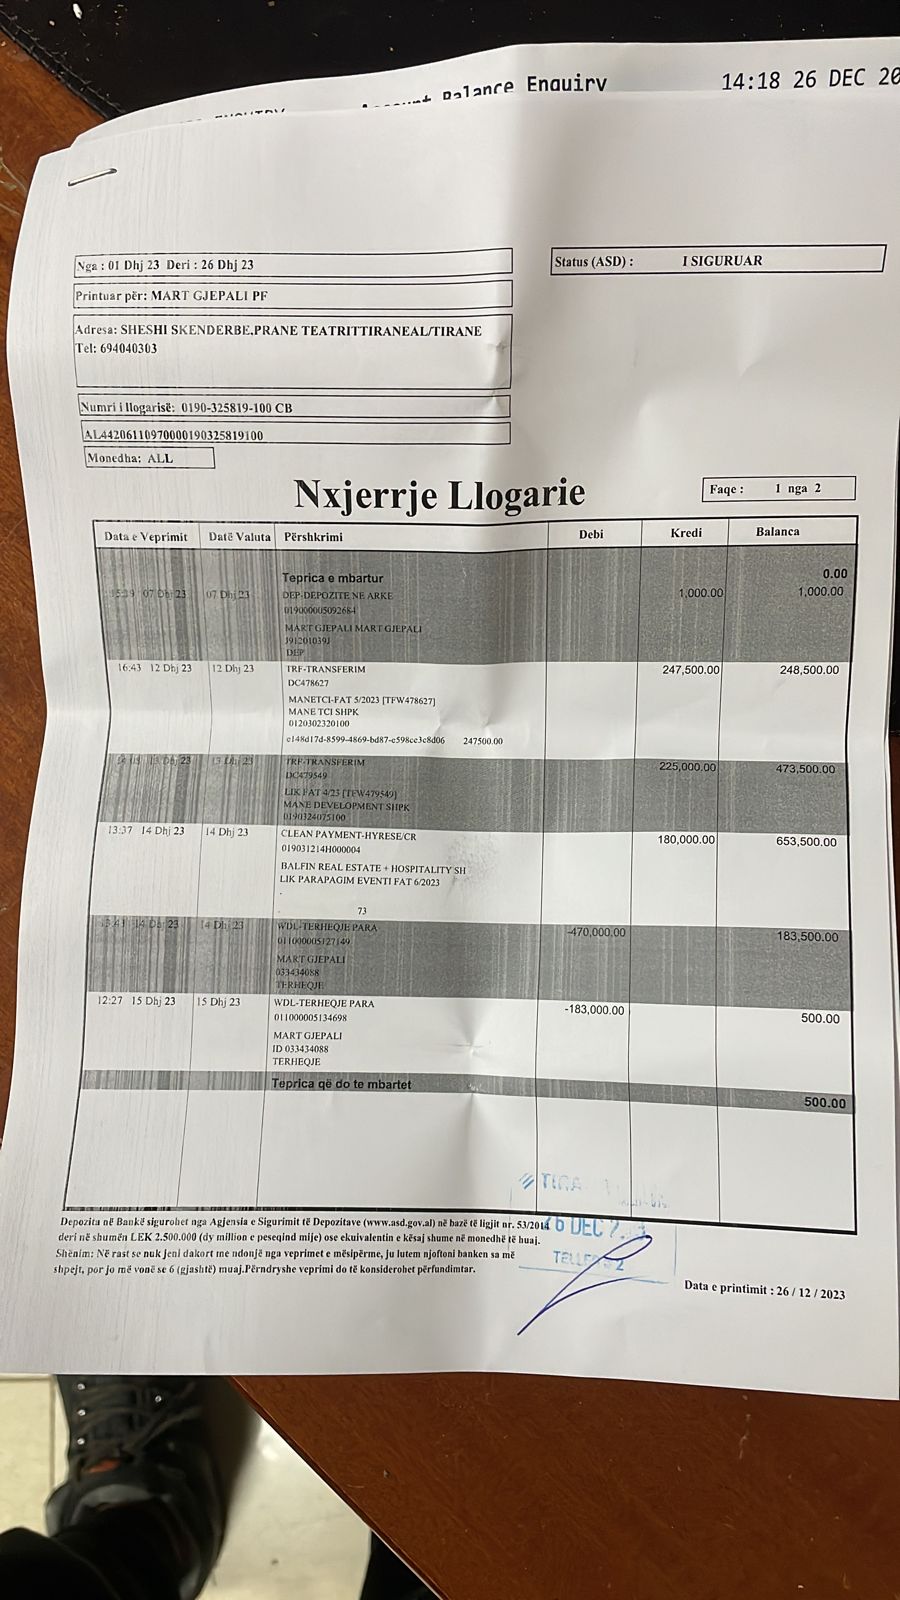 Account Balance Enquiry 14:18 26 DEC 20
Nga : 01 Dhj 23 Deri : 26 Dhj 23
Status (ASD) : I SIGURUAR
Printuar për: MART GJEPALI PF
Adresa: SHESHI SKENDERBE,PRANE TEATRITTIRANEAL/TIRANE
Tel: 694040303
Numri i llogarisë: 0190-325819-100 CB
AL44206110970000190325819100
Monedha: ALL
Nxjerrje Llogarie
Faqe : 1 nga 2
Data e Veprimit Datë Valuta Përshkrimi Debi Kredi Balanca
Teprica e mbartur 0.00
07 Dhj 23 07 Dhj 23 DEP-DEPOZITE NE ARKE 1,000.00 1,000.00
019000005092684
MART GJEPALI MART GJEPALI
J91201039J
DEP
16:43 12 Dhj 23 12 Dhj 23 TRF-TRANSFERIM 247,500.00 248,500.00
DC478627
MANETCI-FAT 5/2023 [TFW478627]
MANE TCI SHPK
0120302320100
e148d17d-8599-4869-bd87-c598cc3c8d06 247500.00
13 Dhj 23 13 Dhj 23 TRF-TRANSFERIM 225,000.00 473,500.00
DC479549
LIK FAT 4/23 [TFW479549]
MANE DEVELOPMENT SHPK
0190324075100
13:37 14 Dhj 23 14 Dhj 23 CLEAN PAYMENT-HYRESE/CR 180,000.00 653,500.00
019031214H000004
BALFIN REAL ESTATE + HOSPITALITY SH
LIK PARAPAGIM EVENTI FAT 6/2023
.
. 73
14 Dhj 23 14 Dhj 23 WDL-TERHEQJE PARA -470,000.00 183,500.00
011000005127149
MART GJEPALI
033434088
TERHEQJE
12:27 15 Dhj 23 15 Dhj 23 WDL-TERHEQJE PARA -183,000.00 500.00
011000005134698
MART GJEPALI
ID 033434088
TERHEQJE
Teprica që do te mbartet 500.00
Depozita në Bankë sigurohet nga Agjensia e Sigurimit të Depozitave (www.asd.gov.al) në bazë të ligjit nr. 53/2014
deri në shumën LEK 2.500.000 (dy million e peseqind mije) ose ekuivalentin e kësaj shume në monedhë të huaj.
Shënim: Në rast se nuk jeni dakort me ndonjë nga veprimet e mësipërme, ju lutem njoftoni banken sa më
shpejt, por jo më vonë se 6 (gjashtë) muaj.Përndryshe veprimi do të konsiderohet përfundimtar.
TIRA
26 DEC 2
TELLER 2
Data e printimit : 26 / 12 / 2023